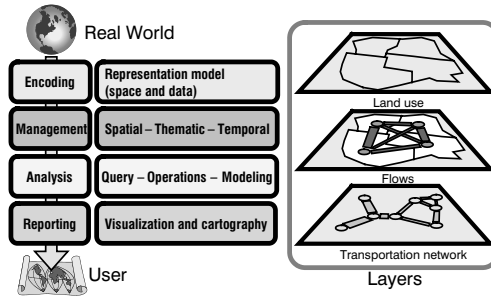 Real World
Encoding
Representation model
(space and data)
Management
Spatial – Thematic – Temporal
Analysis
Query – Operations – Modeling
Reporting
Visualization and cartography
User
Land use
Flows
Transportation network
Layers